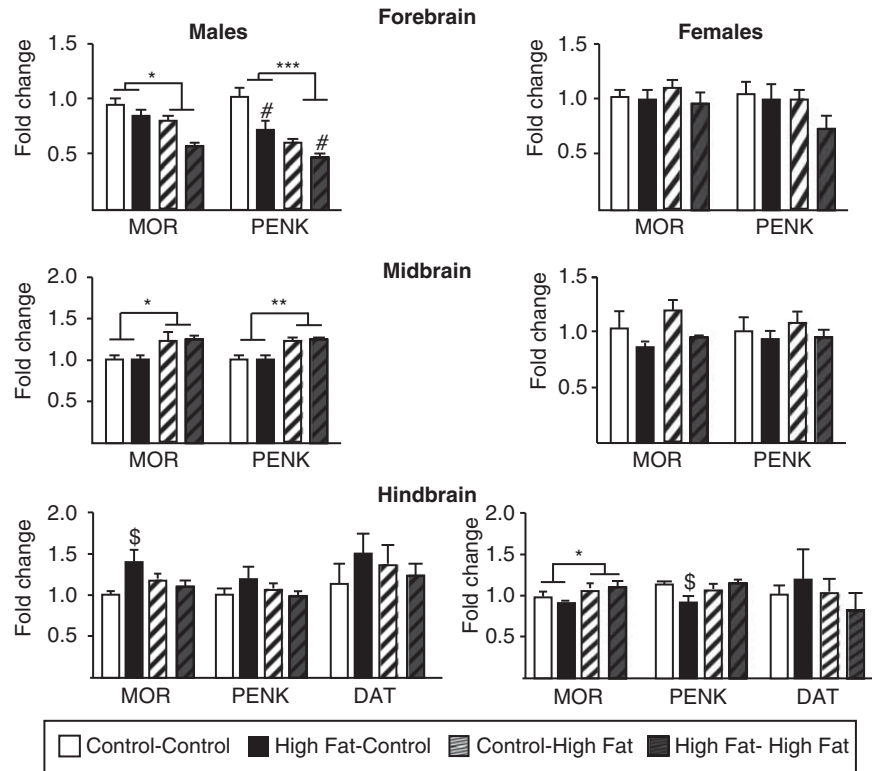 Forebrain
Males
Females
Fold change
1.5
1.0
0.5
*
***
#
#
MOR PENK
Fold change
1.5
1.0
0.5
MOR PENK
Midbrain
Fold change
2.0
1.5
1.0
0.5
*
**
MOR PENK
Fold change
1.5
1.0
0.5
MOR PENK
Hindbrain
Fold change
2.0
1.5
1.0
0.5
$
MOR PENK DAT
Fold change
2.0
1.5
1.0
0.5
*
$
MOR PENK DAT
Control-Control High Fat-Control Control-High Fat High Fat- High Fat